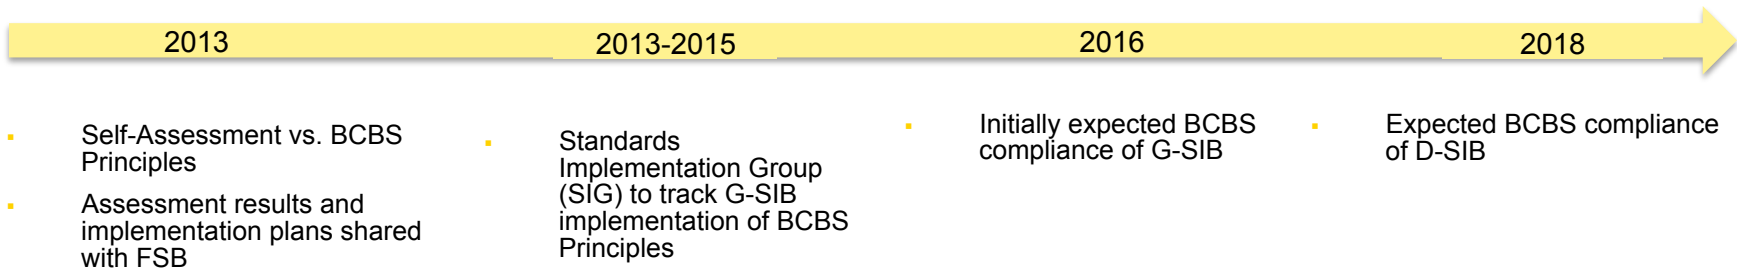 2013
2013-2015
2016
2018
Self-Assessment vs. BCBS
Principles
Assessment results and
implementation plans shared
with FSB
Standards
Implementation Group
(SIG) to track G-SIB
implementation of BCBS
Principles
Initially expected BCBS
compliance of G-SIB
Expected BCBS compliance
of D-SIB